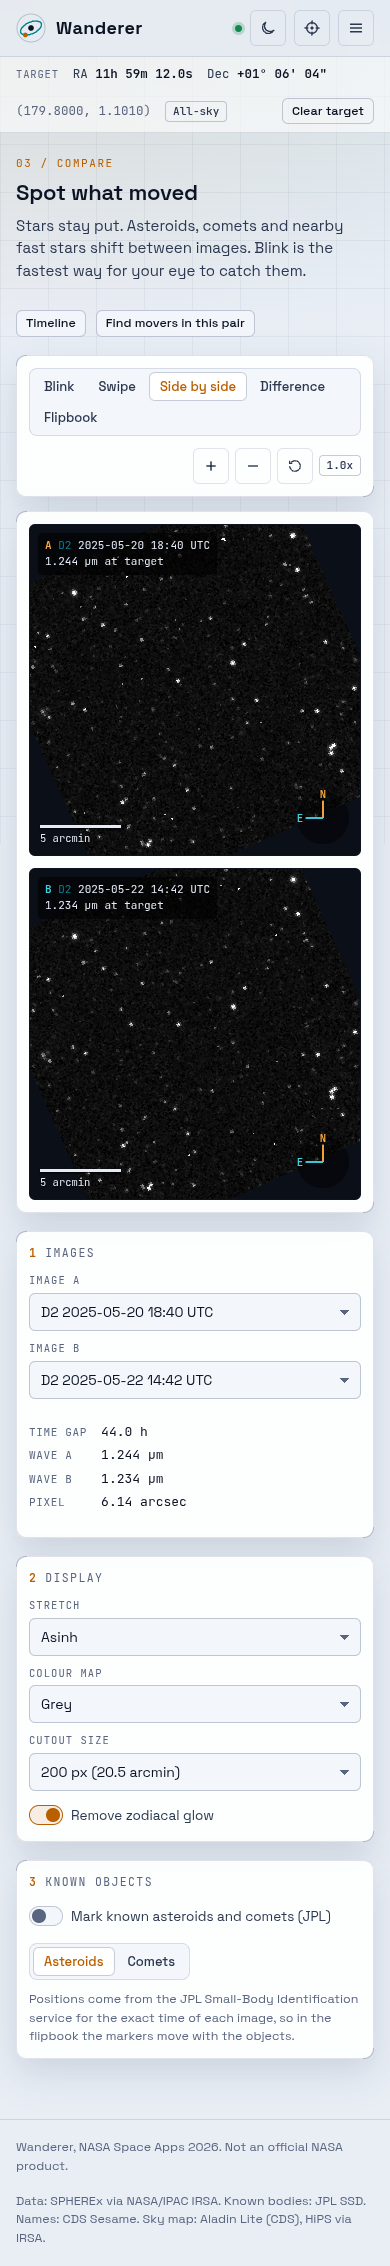 Wanderer
TARGET RA 11h 59m 12.0s Dec +01° 06' 04"
(179.8000, 1.1010) All-sky Clear target
03 / COMPARE
Spot what moved
Stars stay put. Asteroids, comets and nearby
fast stars shift between images. Blink is the
fastest way for your eye to catch them.
Timeline Find movers in this pair
Blink Swipe Side by side Difference
Flipbook
+ − 1.0x
A D2 2025-05-20 18:40 UTC
1.244 µm at target
N
E
5 arcmin
B D2 2025-05-22 14:42 UTC
1.234 µm at target
N
E
5 arcmin
1 IMAGES
IMAGE A
D2 2025-05-20 18:40 UTC
IMAGE B
D2 2025-05-22 14:42 UTC
TIME GAP 44.0 h
WAVE A 1.244 µm
WAVE B 1.234 µm
PIXEL 6.14 arcsec
2 DISPLAY
STRETCH
Asinh
COLOUR MAP
Grey
CUTOUT SIZE
200 px (20.5 arcmin)
Remove zodiacal glow
3 KNOWN OBJECTS
Mark known asteroids and comets (JPL)
Asteroids Comets
Positions come from the JPL Small-Body Identification
service for the exact time of each image, so in the
flipbook the markers move with the objects.
Wanderer, NASA Space Apps 2026. Not an official NASA
product.
Data: SPHEREx via NASA/IPAC IRSA. Known bodies: JPL SSD.
Names: CDS Sesame. Sky map: Aladin Lite (CDS), HiPS via
IRSA.